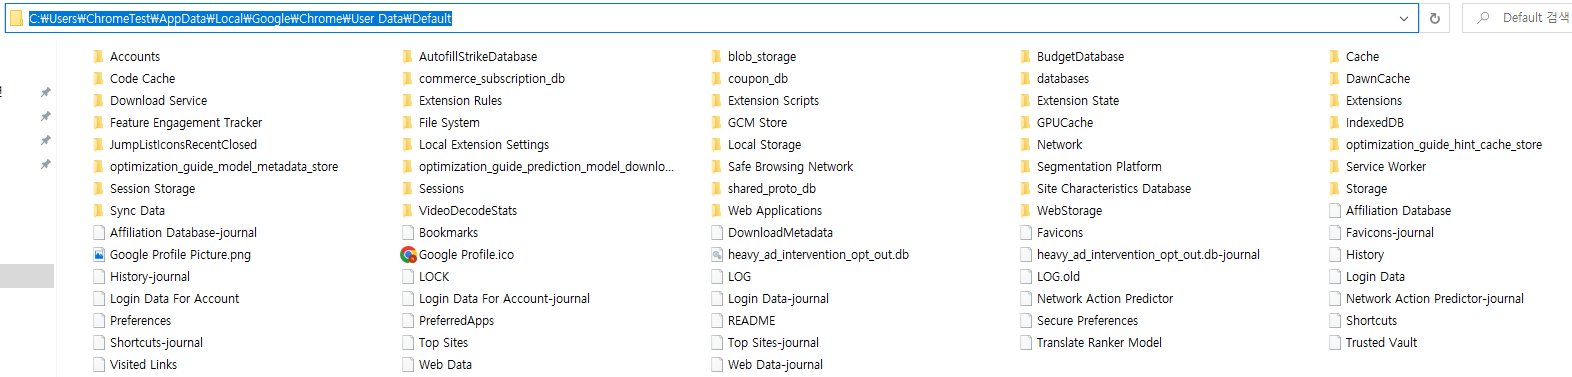 C:₩Users₩ChromeTest₩AppData₩Local₩Google₩Chrome₩User Data₩Default
Default 검색
Accounts AutofillStrikeDatabase blob_storage BudgetDatabase Cache
Code Cache commerce_subscription_db coupon_db databases DawnCache
Download Service Extension Rules Extension Scripts Extension State Extensions
Feature Engagement Tracker File System GCM Store GPUCache IndexedDB
JumpListIconsRecentClosed Local Extension Settings Local Storage Network optimization_guide_hint_cache_store
optimization_guide_model_metadata_store optimization_guide_prediction_model_downlo... Safe Browsing Network Segmentation Platform Service Worker
Session Storage Sessions shared_proto_db Site Characteristics Database Storage
Sync Data VideoDecodeStats Web Applications WebStorage Affiliation Database
Affiliation Database-journal Bookmarks DownloadMetadata Favicons Favicons-journal
Google Profile Picture.png Google Profile.ico heavy_ad_intervention_opt_out.db heavy_ad_intervention_opt_out.db-journal History
History-journal LOCK LOG LOG.old Login Data
Login Data For Account Login Data For Account-journal Login Data-journal Network Action Predictor Network Action Predictor-journal
Preferences PreferredApps README Secure Preferences Shortcuts
Shortcuts-journal Top Sites Top Sites-journal Translate Ranker Model Trusted Vault
Visited Links Web Data Web Data-journal